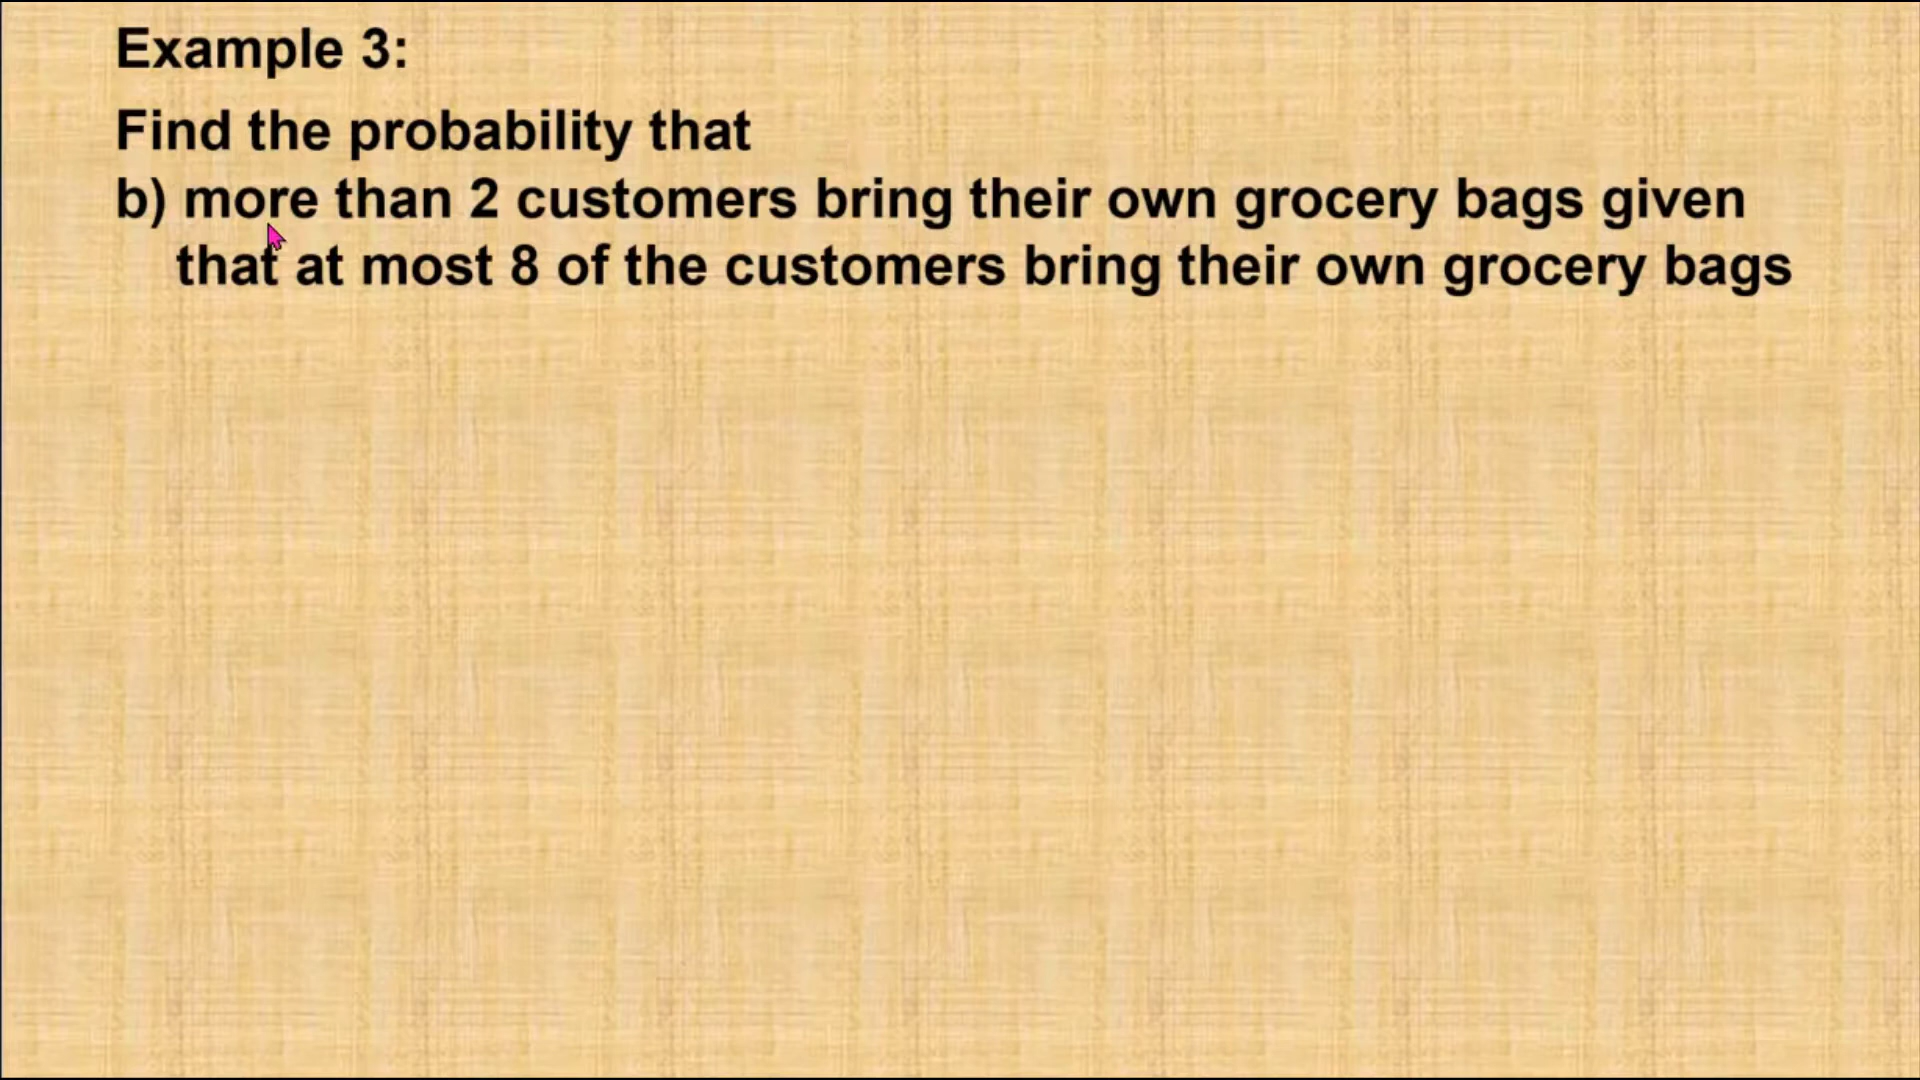 Example 3:
Find the probability that
b) more than 2 customers bring their own grocery bags given
that at most 8 of the customers bring their own grocery bags